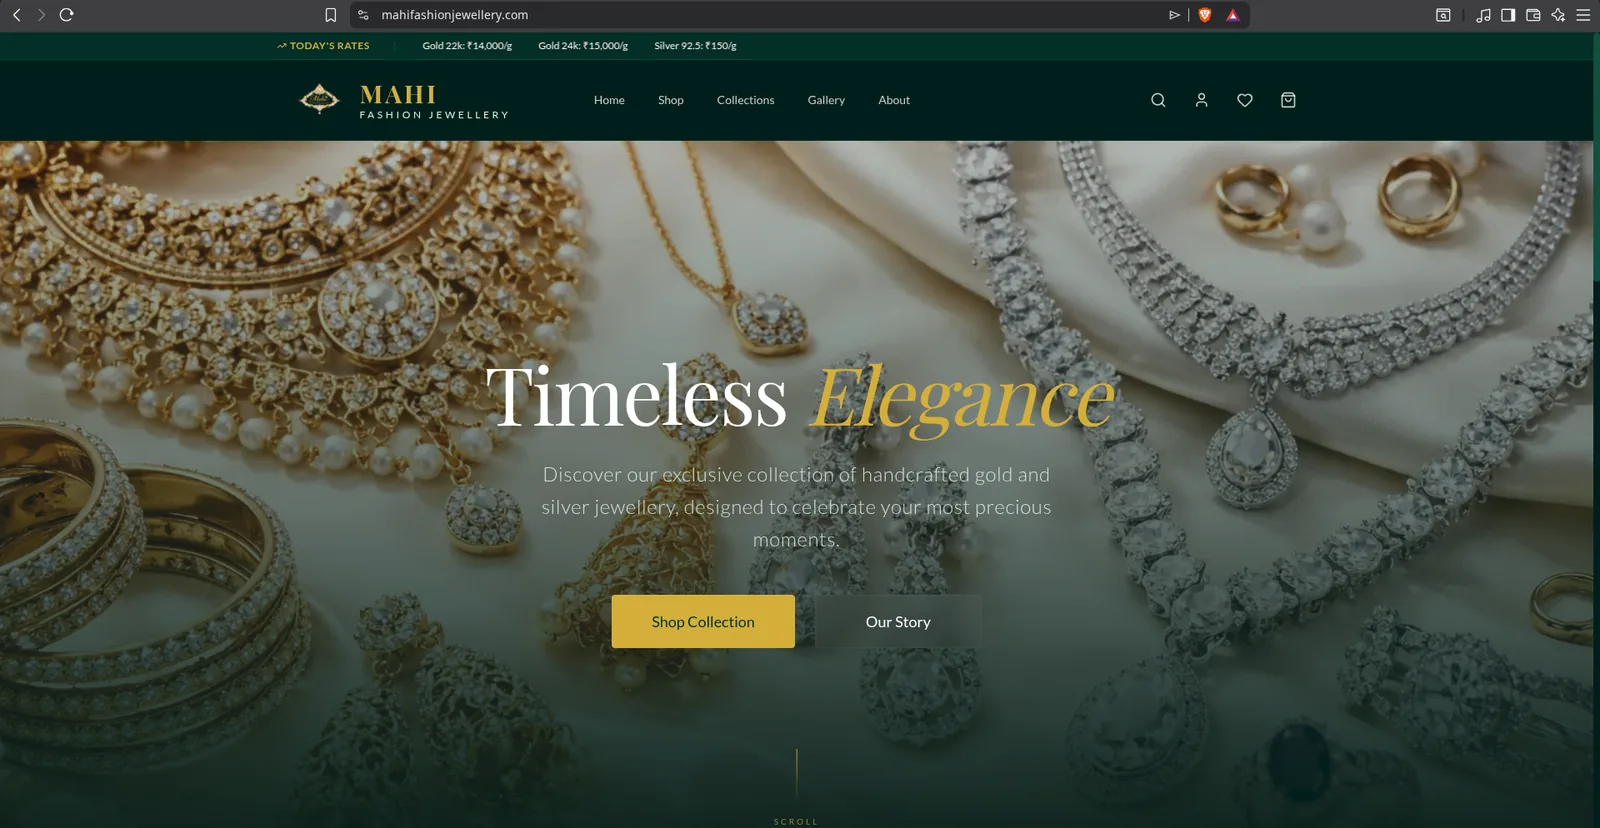 mahifashionjewellery.com
TODAY'S RATES Gold 22k: ₹14,000/g Gold 24k: ₹15,000/g Silver 92.5: ₹150/g
MAHI
FASHION JEWELLERY
Home Shop Collections Gallery About
Timeless Elegance
Discover our exclusive collection of handcrafted gold and
silver jewellery, designed to celebrate your most precious
moments.
Shop Collection Our Story
SCROLL